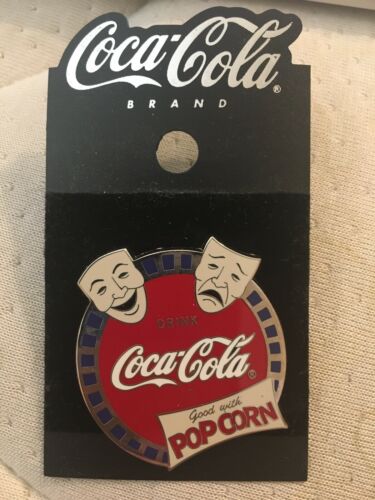 Coca-Cola®
BRAND
DRINK
Coca-Cola®
Good with
POP CORN